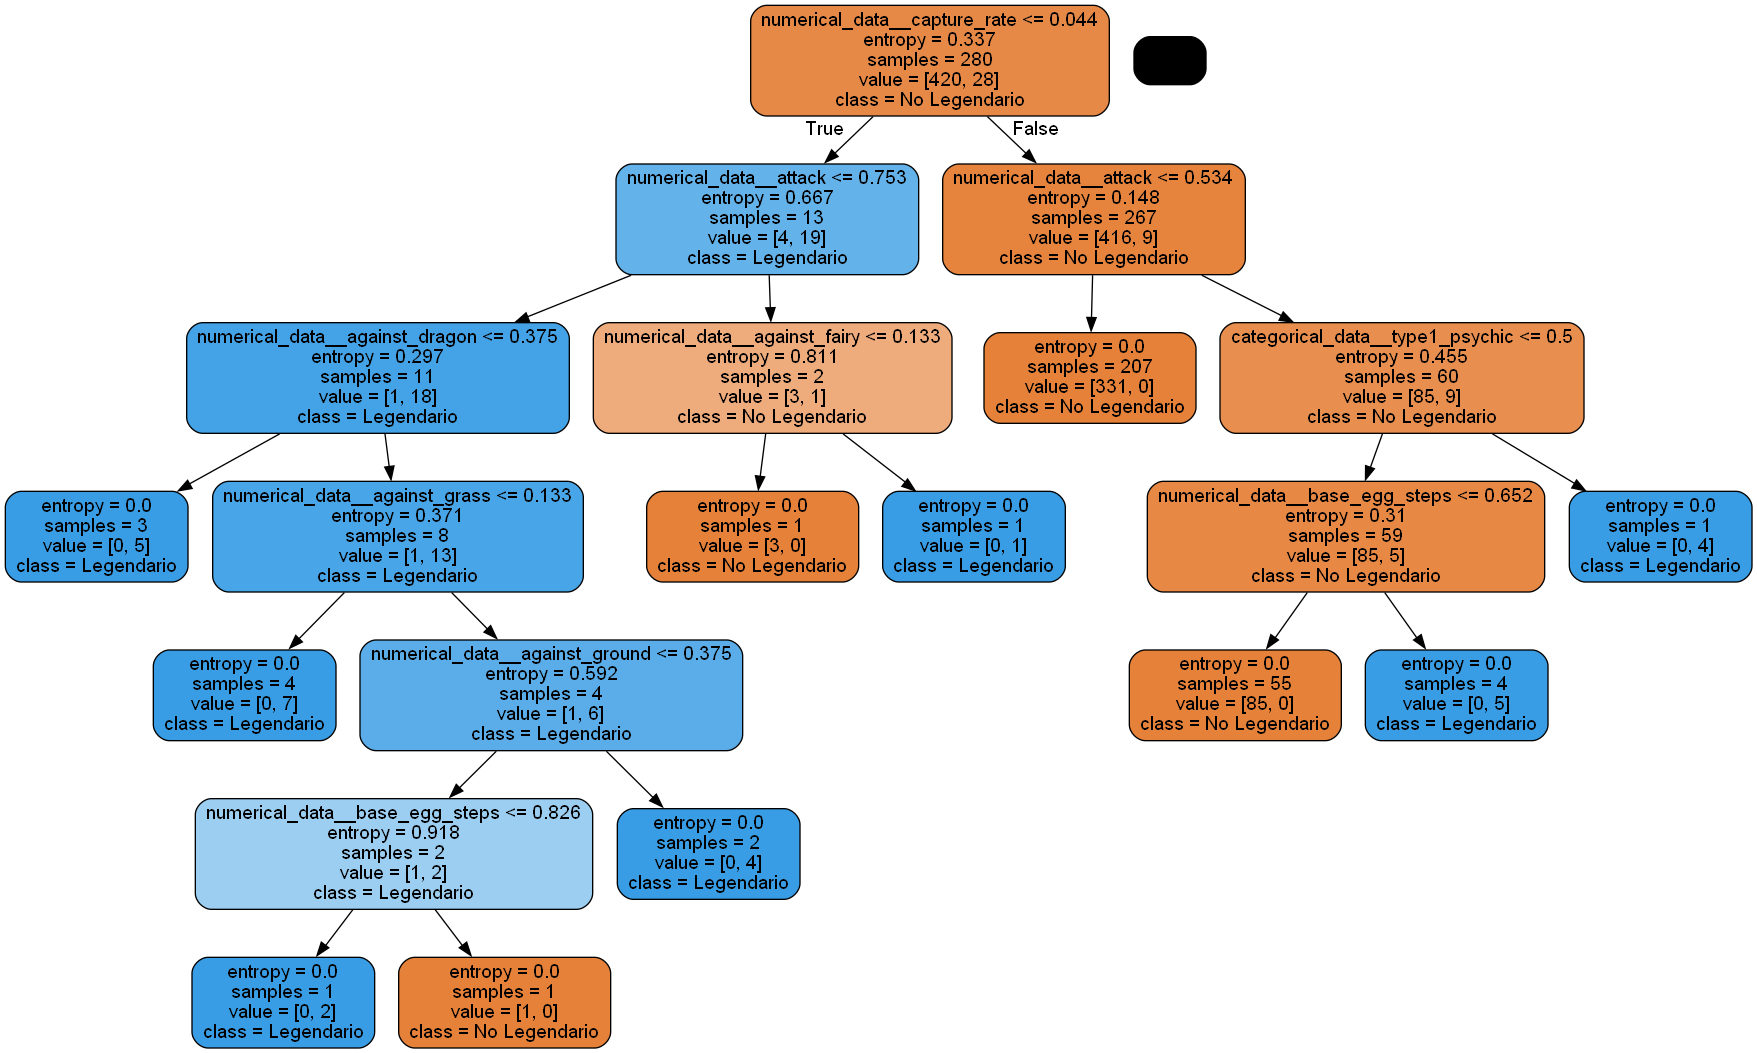 numerical_data__capture_rate <= 0.044
entropy = 0.337
samples = 280
value = [420, 28]
class = No Legendario
True
False
numerical_data__attack <= 0.753
entropy = 0.667
samples = 13
value = [4, 19]
class = Legendario
numerical_data__attack <= 0.534
entropy = 0.148
samples = 267
value = [416, 9]
class = No Legendario
numerical_data__against_dragon <= 0.375
entropy = 0.297
samples = 11
value = [1, 18]
class = Legendario
numerical_data__against_fairy <= 0.133
entropy = 0.811
samples = 2
value = [3, 1]
class = No Legendario
entropy = 0.0
samples = 207
value = [331, 0]
class = No Legendario
categorical_data__type1_psychic <= 0.5
entropy = 0.455
samples = 60
value = [85, 9]
class = No Legendario
entropy = 0.0
samples = 3
value = [0, 5]
class = Legendario
numerical_data__against_grass <= 0.133
entropy = 0.371
samples = 8
value = [1, 13]
class = Legendario
entropy = 0.0
samples = 1
value = [3, 0]
class = No Legendario
entropy = 0.0
samples = 1
value = [0, 1]
class = Legendario
numerical_data__base_egg_steps <= 0.652
entropy = 0.31
samples = 59
value = [85, 5]
class = No Legendario
entropy = 0.0
samples = 1
value = [0, 4]
class = Legendario
entropy = 0.0
samples = 4
value = [0, 7]
class = Legendario
numerical_data__against_ground <= 0.375
entropy = 0.592
samples = 4
value = [1, 6]
class = Legendario
entropy = 0.0
samples = 55
value = [85, 0]
class = No Legendario
entropy = 0.0
samples = 4
value = [0, 5]
class = Legendario
numerical_data__base_egg_steps <= 0.826
entropy = 0.918
samples = 2
value = [1, 2]
class = Legendario
entropy = 0.0
samples = 2
value = [0, 4]
class = Legendario
entropy = 0.0
samples = 1
value = [0, 2]
class = Legendario
entropy = 0.0
samples = 1
value = [1, 0]
class = No Legendario